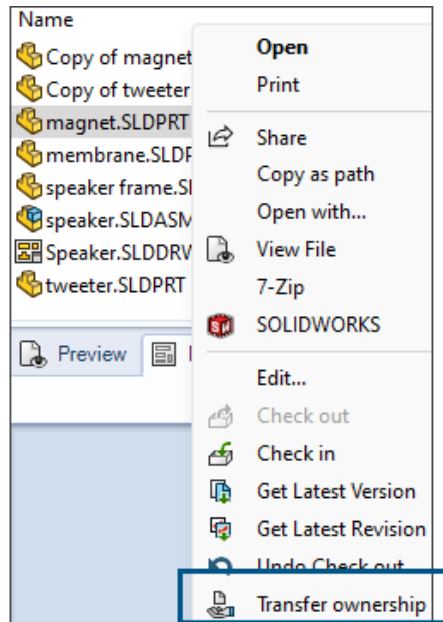 Name
Copy of magnet
Copy of tweeter
magnet.SLDPRT
membrane.SLDP
speaker frame.Sl
speaker.SLDASM
Speaker.SLDDRV
tweeter.SLDPRT
Preview
Open
Print
Share
Copy as path
Open with...
View File
7-Zip
SOLIDWORKS
Edit...
Check out
Check in
Get Latest Version
Get Latest Revision
Undo Check out
Transfer ownership